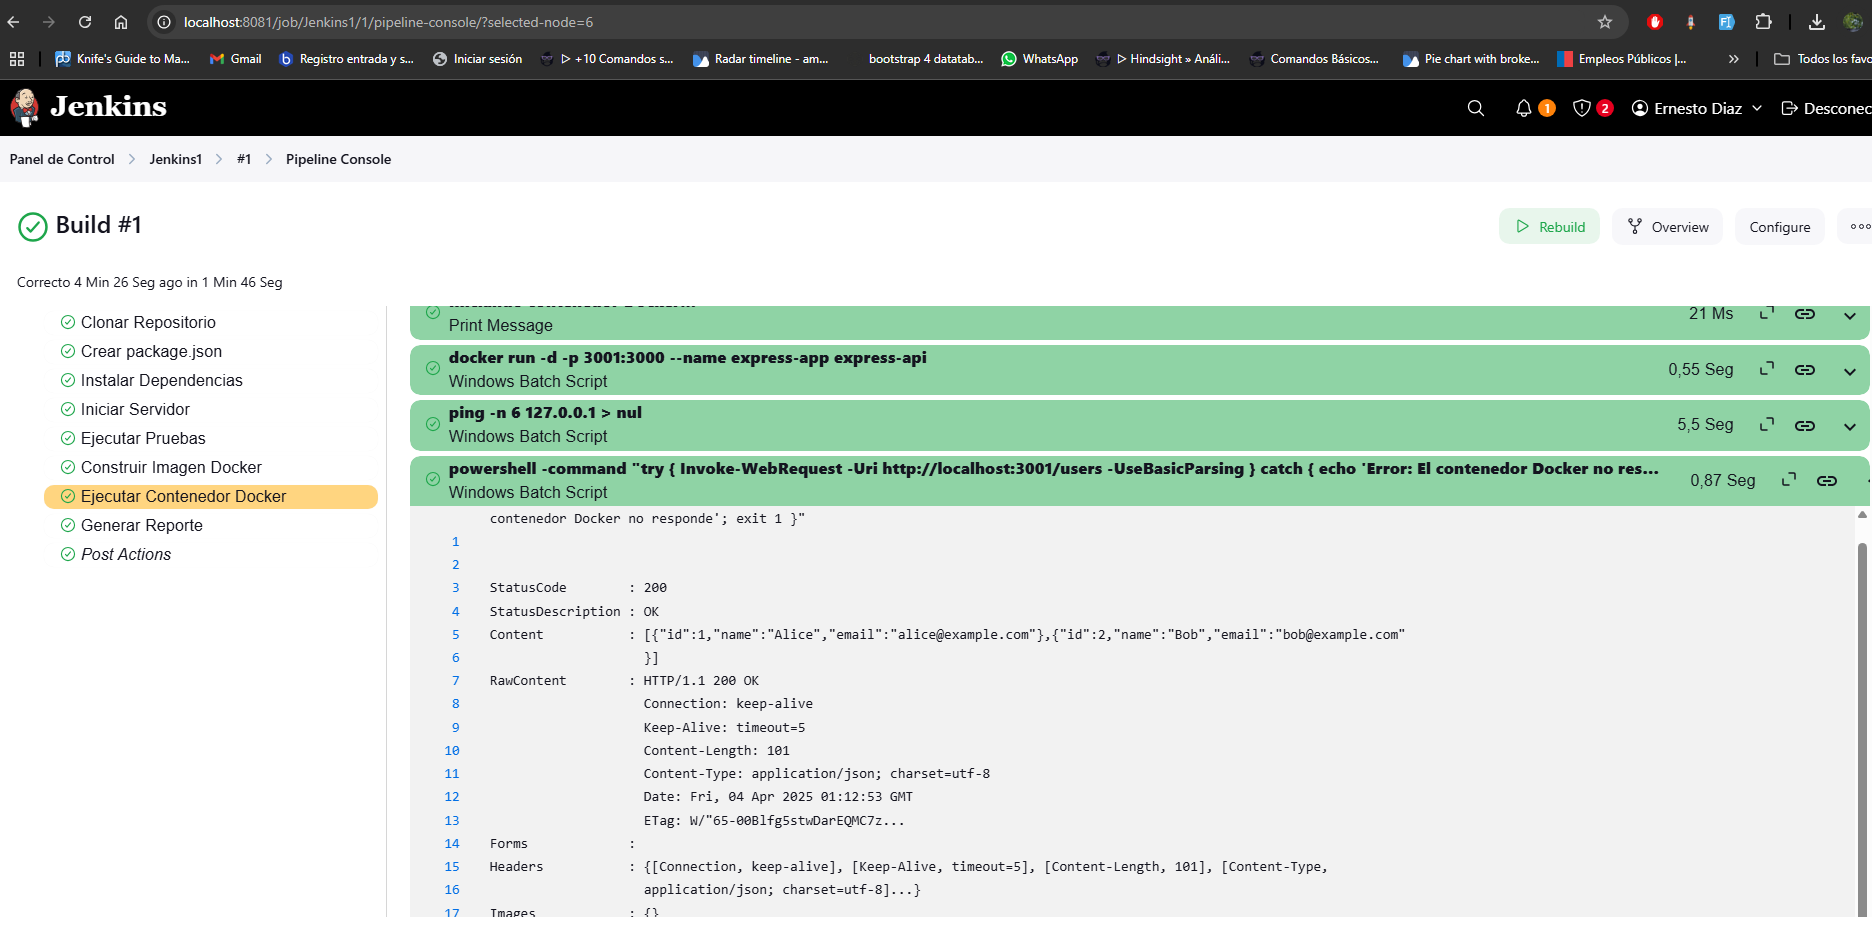 localhost:8081/job/Jenkins1/1/pipeline-console/?selected-node=6
Knife's Guide to Ma... Gmail Registro entrada y s... Iniciar sesión ▷ +10 Comandos s... Radar timeline - am... bootstrap 4 datatab... WhatsApp ▷ Hindsight » Análi... Comandos Básicos... Pie chart with broke... Empleos Públicos |... » Todos los favo
Jenkins 1 2 Ernesto Diaz Desconec
Panel de Control > Jenkins1 > #1 > Pipeline Console
Build #1
Rebuild Overview Configure
Correcto 4 Min 26 Seg ago in 1 Min 46 Seg
Clonar Repositorio
Crear package.json
Instalar Dependencias
Iniciar Servidor
Ejecutar Pruebas
Construir Imagen Docker
Ejecutar Contenedor Docker
Generar Reporte
Post Actions
Print Message 21 Ms
docker run -d -p 3001:3000 --name express-app express-api
Windows Batch Script 0,55 Seg
ping -n 6 127.0.0.1 > nul
Windows Batch Script 5,5 Seg
powershell -command "try { Invoke-WebRequest -Uri http://localhost:3001/users -UseBasicParsing } catch { echo 'Error: El contenedor Docker no res...
Windows Batch Script 0,87 Seg
contenedor Docker no responde'; exit 1 }"
1
2
3 StatusCode : 200
4 StatusDescription : OK
5 Content : [{"id":1,"name":"Alice","email":"alice@example.com"},{"id":2,"name":"Bob","email":"bob@example.com"
6 }]
7 RawContent : HTTP/1.1 200 OK
8 Connection: keep-alive
9 Keep-Alive: timeout=5
10 Content-Length: 101
11 Content-Type: application/json; charset=utf-8
12 Date: Fri, 04 Apr 2025 01:12:53 GMT
13 ETag: W/"65-00Blfg5stwDarEQMC7z...
14 Forms :
15 Headers : {[Connection, keep-alive], [Keep-Alive, timeout=5], [Content-Length, 101], [Content-Type,
16 application/json; charset=utf-8]...}
17 Images : {}